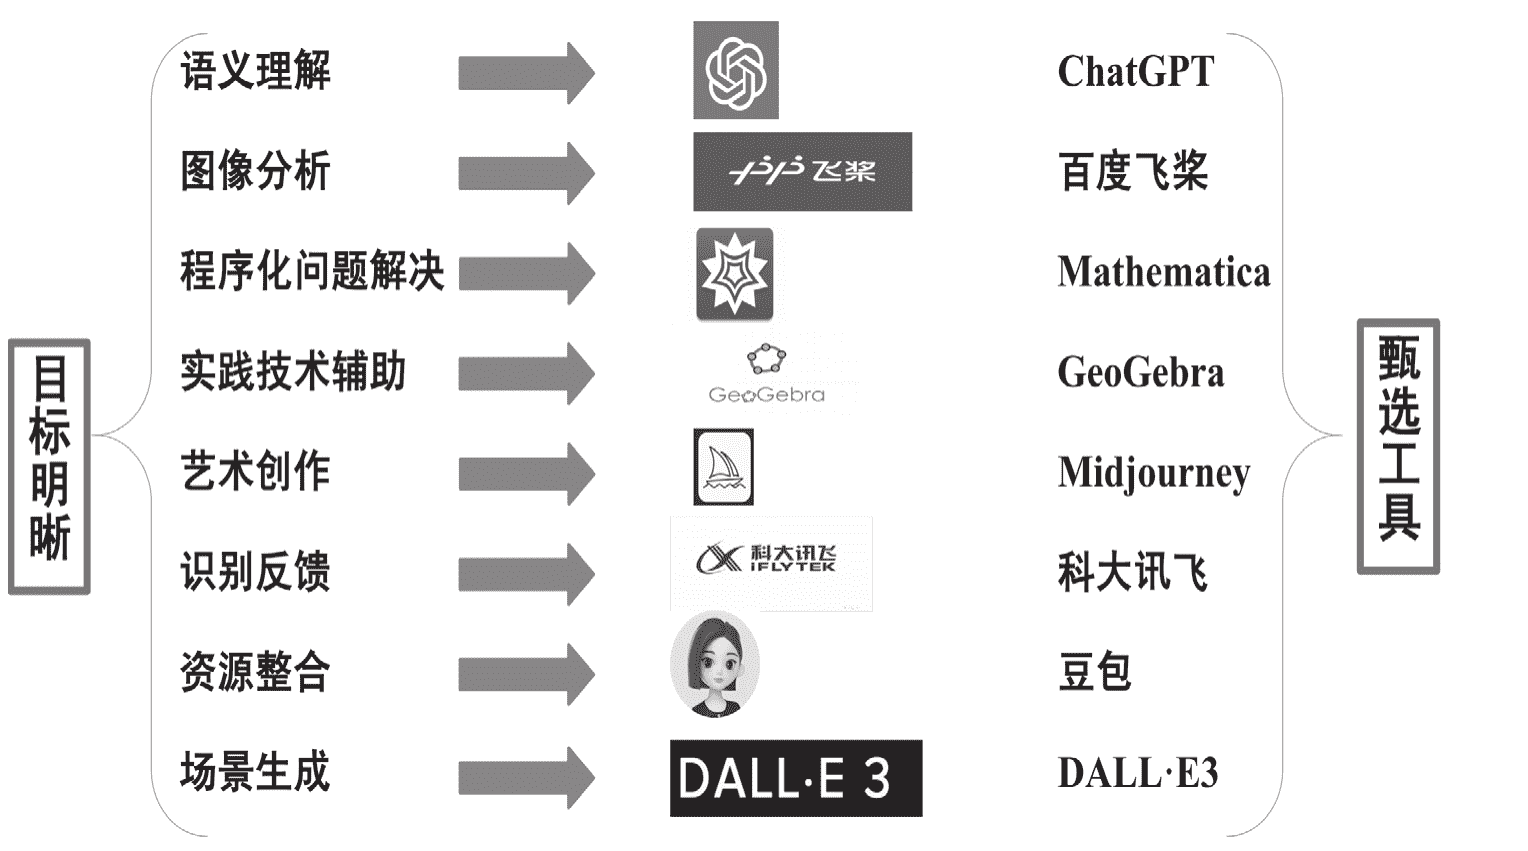 目标明晰
语义理解
ChatGPT
图像分析
飞桨
百度飞桨
程序化问题解决
Mathematica
实践技术辅助
GeoGebra
GeoGebra
艺术创作
Midjourney
识别反馈
科大讯飞
iFLYTEK
科大讯飞
资源整合
豆包
场景生成
DALL·E 3
DALL·E3
甄选工具